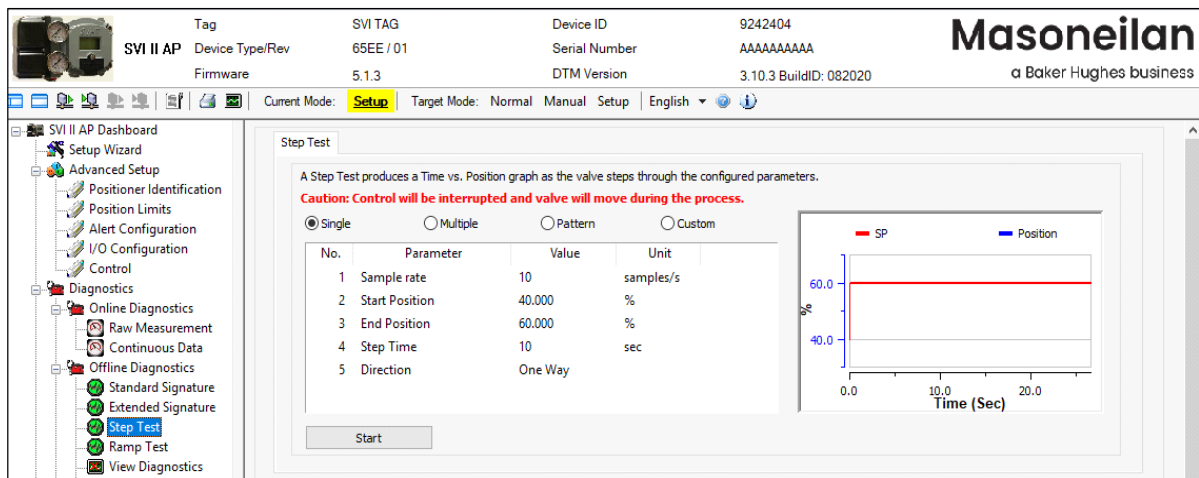 Tag SVI TAG Device ID 9242404
SVI II AP Device Type/Rev 65EE / 01 Serial Number AAAAAAAAAA
Firmware 5.1.3 DTM Version 3.10.3 BuildID: 082020
Masoneilan
a Baker Hughes business
Current Mode: Setup Target Mode: Normal Manual Setup English
SVI II AP Dashboard
Setup Wizard
Advanced Setup
Positioner Identification
Position Limits
Alert Configuration
I/O Configuration
Control
Diagnostics
Online Diagnostics
Raw Measurement
Continuous Data
Offline Diagnostics
Standard Signature
Extended Signature
Step Test
Ramp Test
View Diagnostics
Step Test
A Step Test produces a Time vs. Position graph as the valve steps through the configured parameters.
Caution: Control will be interrupted and valve will move during the process.
Single Multiple Pattern Custom
No. Parameter Value Unit
1 Sample rate 10 samples/s
2 Start Position 40.000 %
3 End Position 60.000 %
4 Step Time 10 sec
5 Direction One Way
Start
SP Position
60.0
%
40.0
0.0 10.0 20.0
Time (Sec)